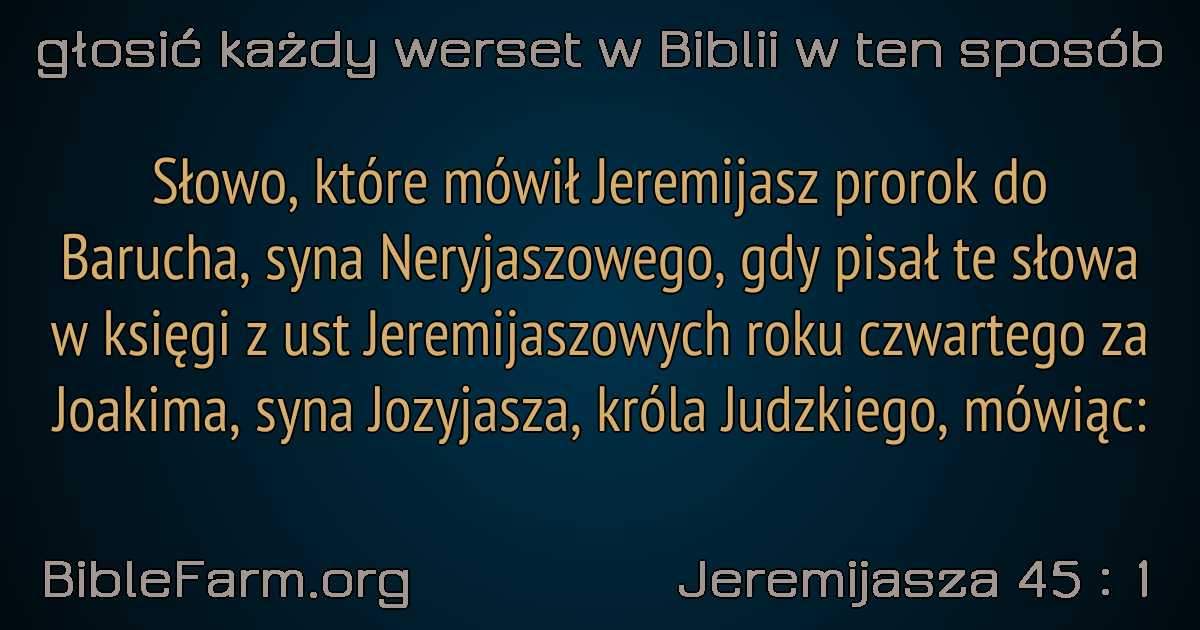 głosić każdy werset w Biblii w ten sposób
Słowo, które mówił Jeremijasz prorok do
Barucha, syna Neryjaszowego, gdy pisał te słowa
w księgi z ust Jeremijaszowych roku czwartego za
Joakima, syna Jozyjasza, króla Judzkiego, mówiąc:
BibleFarm.org
Jeremijasza 45 : 1